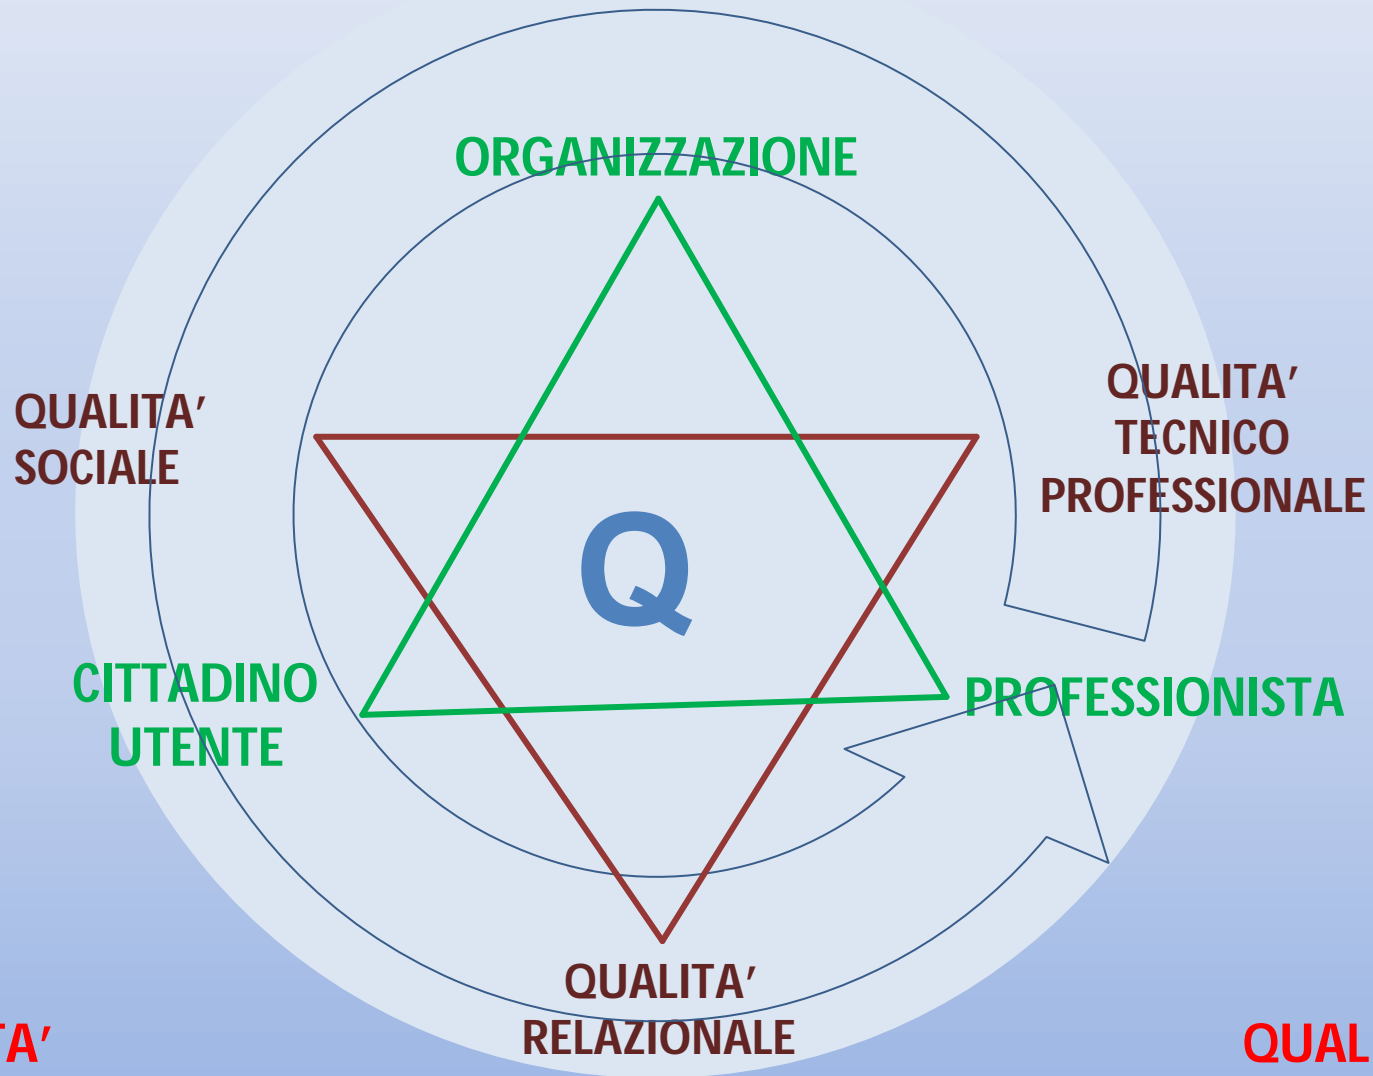 ORGANIZZAZIONE
QUALITA'
SOCIALE
QUALITA'
TECNICO
PROFESSIONALE
Q
CITTADINO
UTENTE
PROFESSIONISTA
QUALITA'
RELAZIONALE
TA'
QUAL